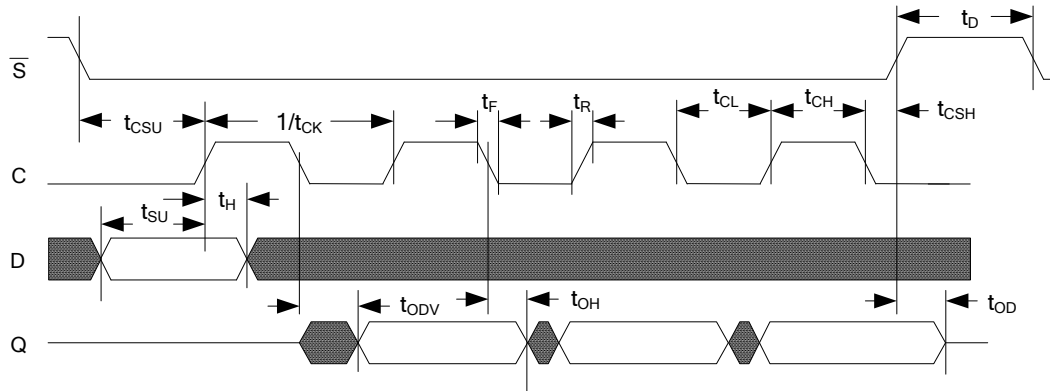 t_D
S̅
t_F t_R t_CL t_CH t_CSH
t_CSU 1/t_CK
C
t_SU t_H
D
t_ODV t_OH t_OD
Q